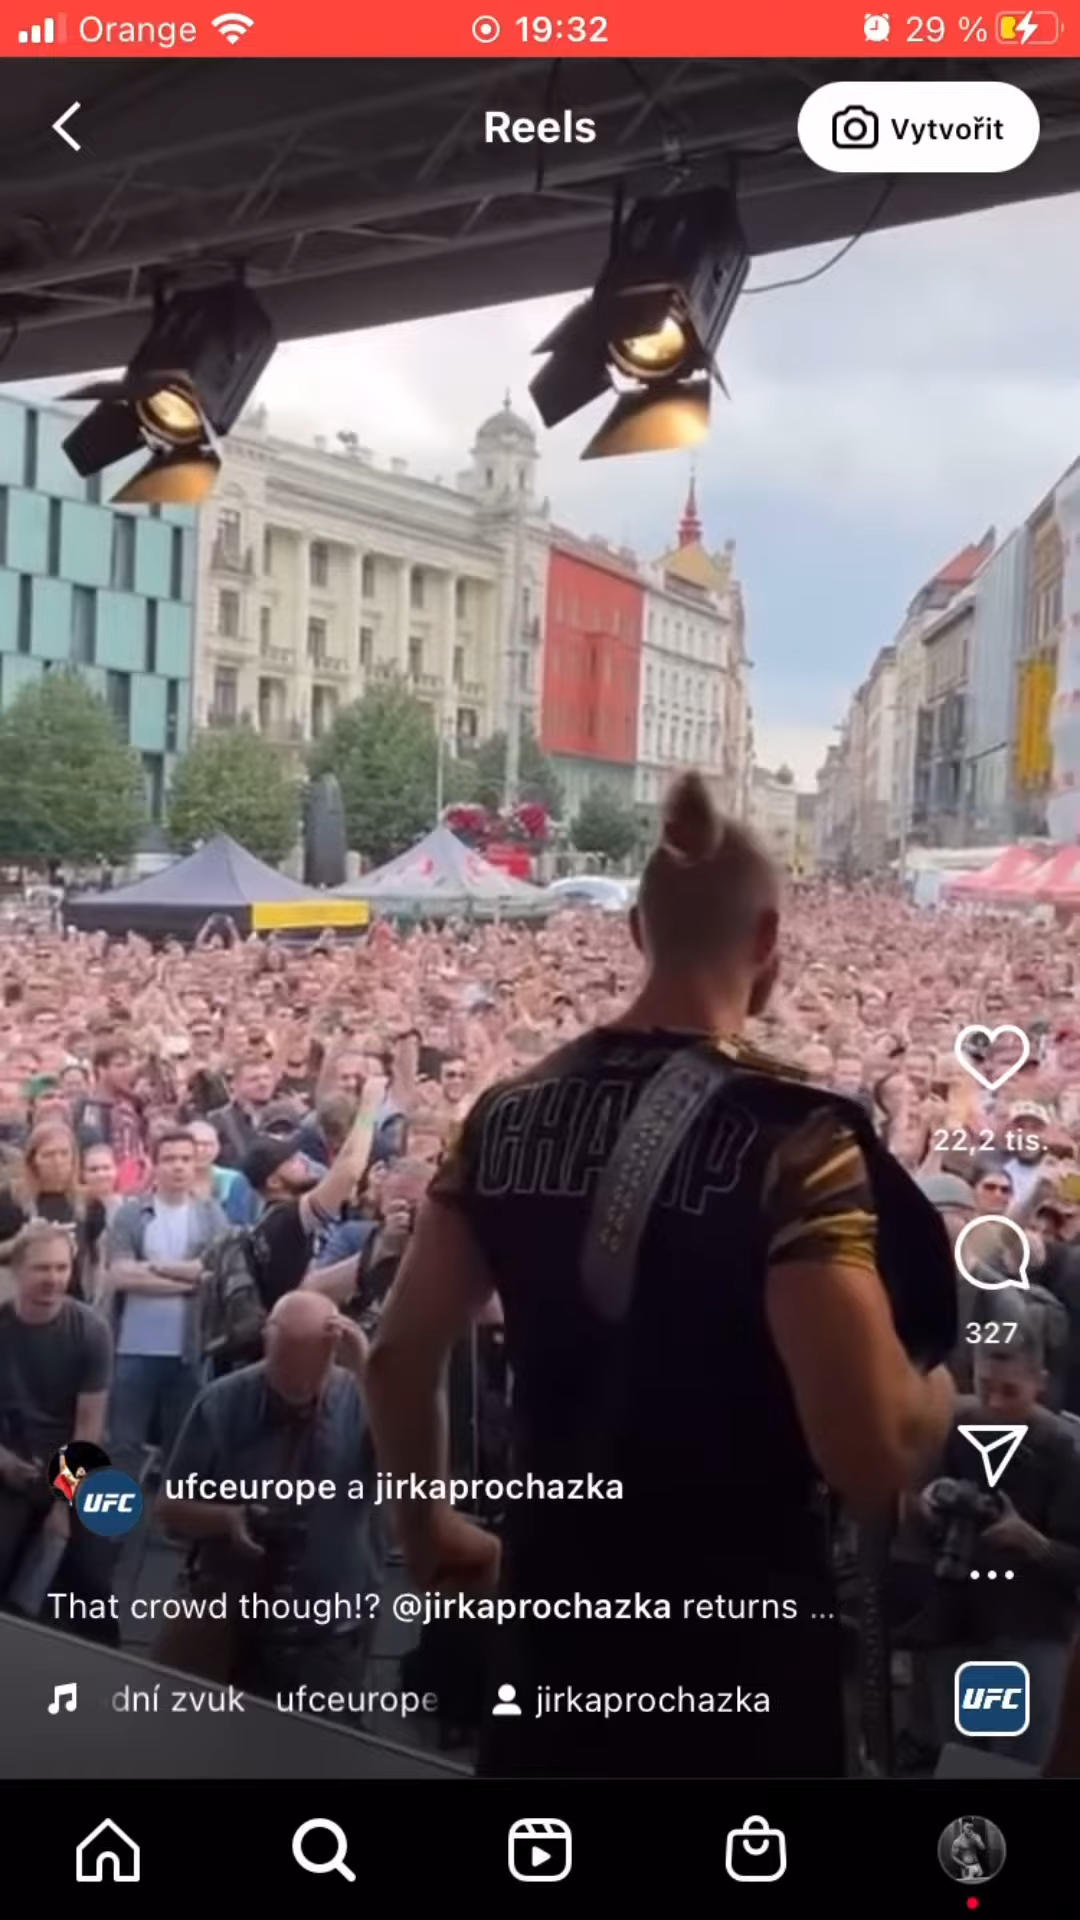 Orange 19:32 29 %
Reels
Vytvořit
CHAMP
22,2 tis.
327
UFC
ufceurope a jirkaprochazka
That crowd though!? @jirkaprochazka returns ...
dní zvuk ufceurope jirkaprochazka
UFC